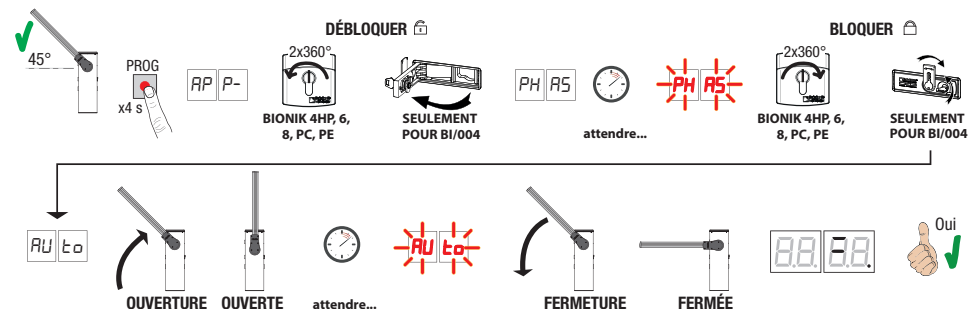 DÉBLOQUER
BLOQUER
45°
PROG
x4 s
AP P-
2x360°
BIONIK 4HP, 6,
8, PC, PE
SEULEMENT
POUR BI/004
PH AS
attendre...
PH AS
2x360°
BIONIK 4HP, 6,
8, PC, PE
SEULEMENT
POUR BI/004
AU to
OUVERTURE
OUVERTE
attendre...
AU to
FERMETURE
FERMÉE
Oui